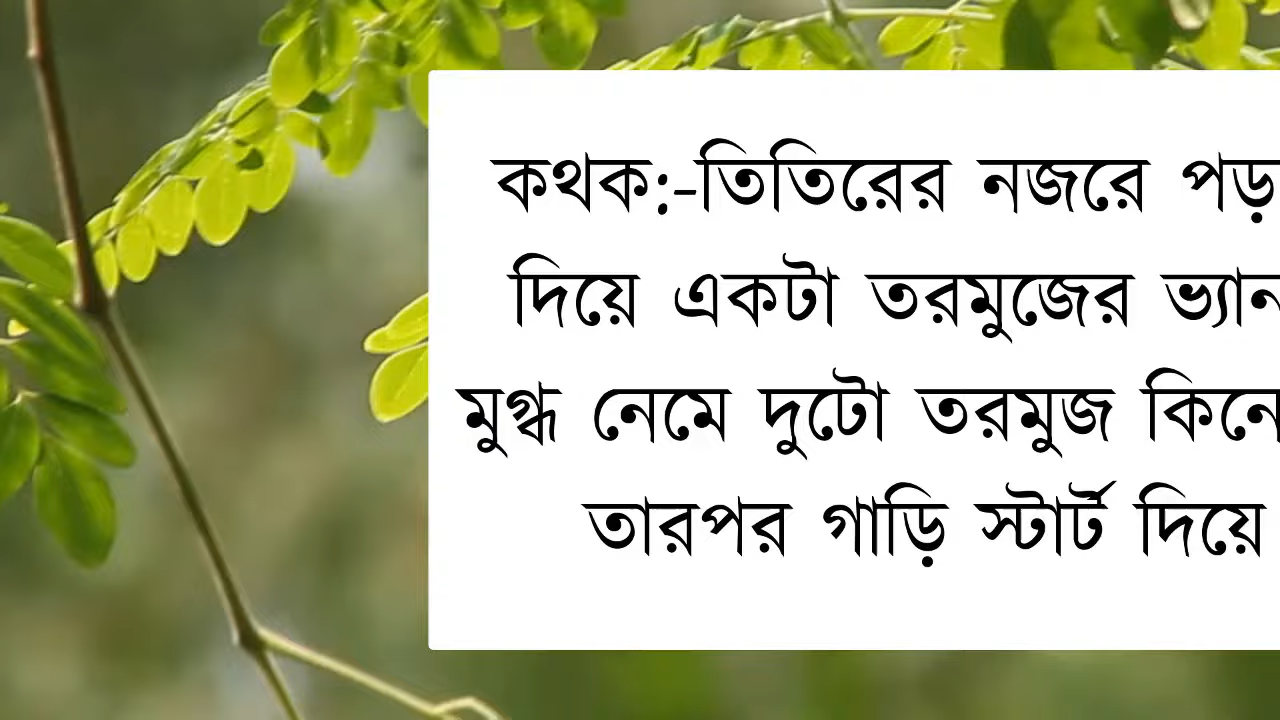 কথক:-তিতিরের নজরে পড়
দিয়ে একটা তরমুজের ভ্যান
মুগ্ধ নেমে দুটো তরমুজ কিনে
তারপর গাড়ি স্টার্ট দিয়ে